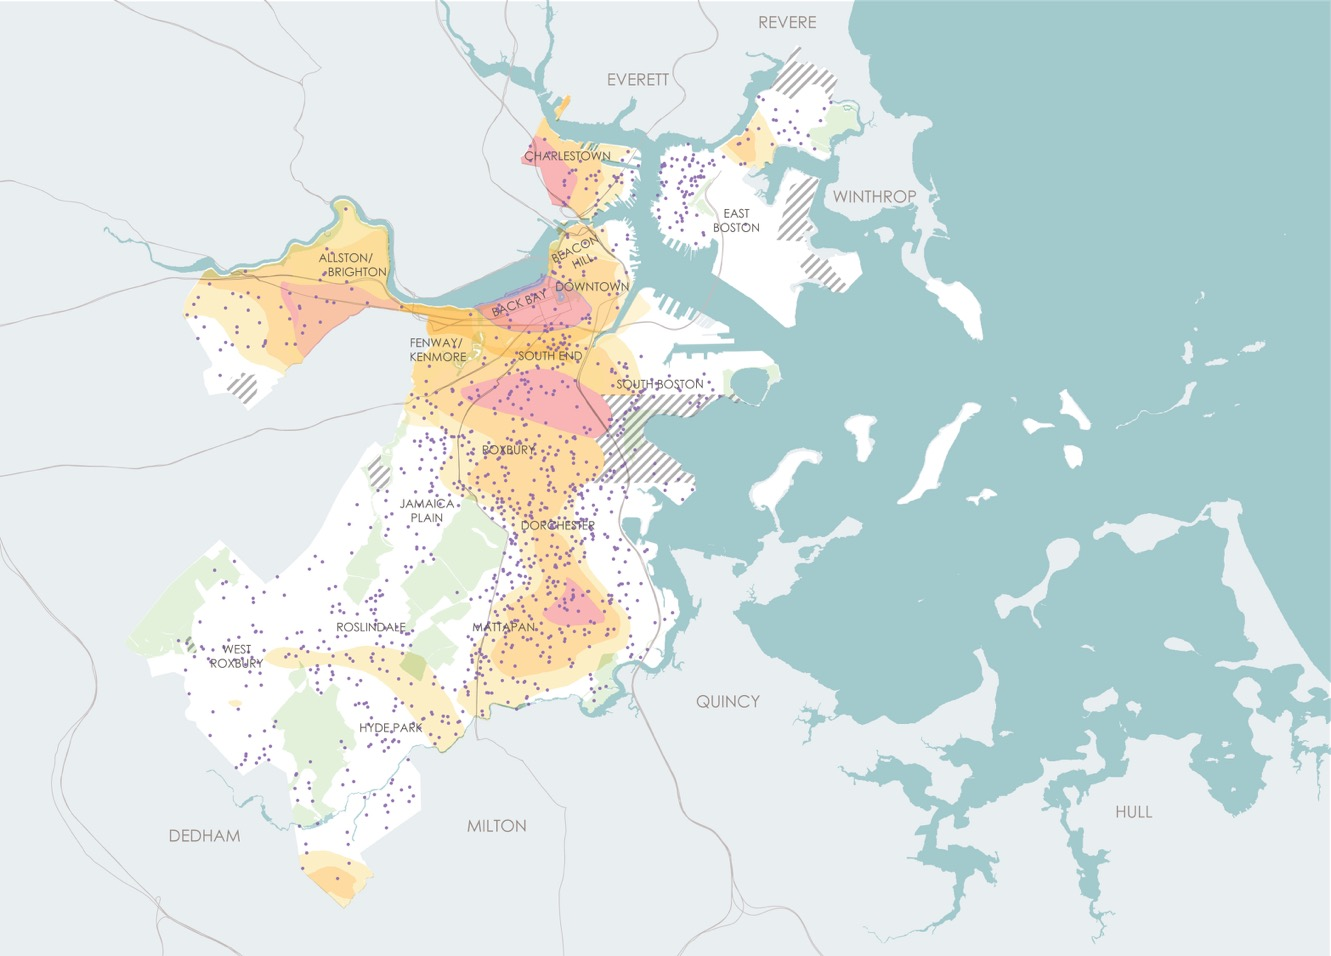 REVERE
EVERETT
CHARLESTOWN
WINTHROP
EAST
BOSTON
BEACON
HILL
ALLSTON/
BRIGHTON
DOWNTOWN
BACK BAY
FENWAY/
KENMORE
SOUTH END
SOUTH BOSTON
ROXBURY
JAMAICA
PLAIN
DORCHESTER
ROSLINDALE
MATTAPAN
WEST
ROXBURY
QUINCY
HYDE PARK
HULL
MILTON
DEDHAM